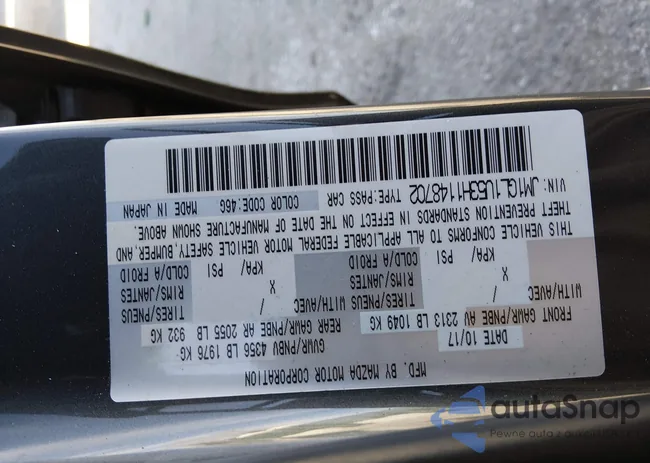 MFD. BY MAZDA MOTOR CORPORATION
DATE 10/17 GVWR/PNBV 4356 LB 1976 KG
FRONT GAWR/PNBE AV 2313 LB 1049 KG REAR GAWR/PNBE AR 2055 LB 932 KG
WITH/AVEC TIRES/PNEUS WITH/AVEC TIRES/PNEUS
X / RIMS/JANTES X / RIMS/JANTES
KPA/ PSI COLD/A FROID KPA/ PSI COLD/A FROID
THIS VEHICLE CONFORMS TO ALL APPLICABLE FEDERAL MOTOR VEHICLE SAFETY, BUMPER, AND
THEFT PREVENTION STANDARDS IN EFFECT ON THE DATE OF MANUFACTURE SHOWN ABOVE.
VIN: JM1GL1U53H1148702 TYPE:PASS CAR COLOR CODE:46G MADE IN JAPAN
autoSnap
Pewne auta z